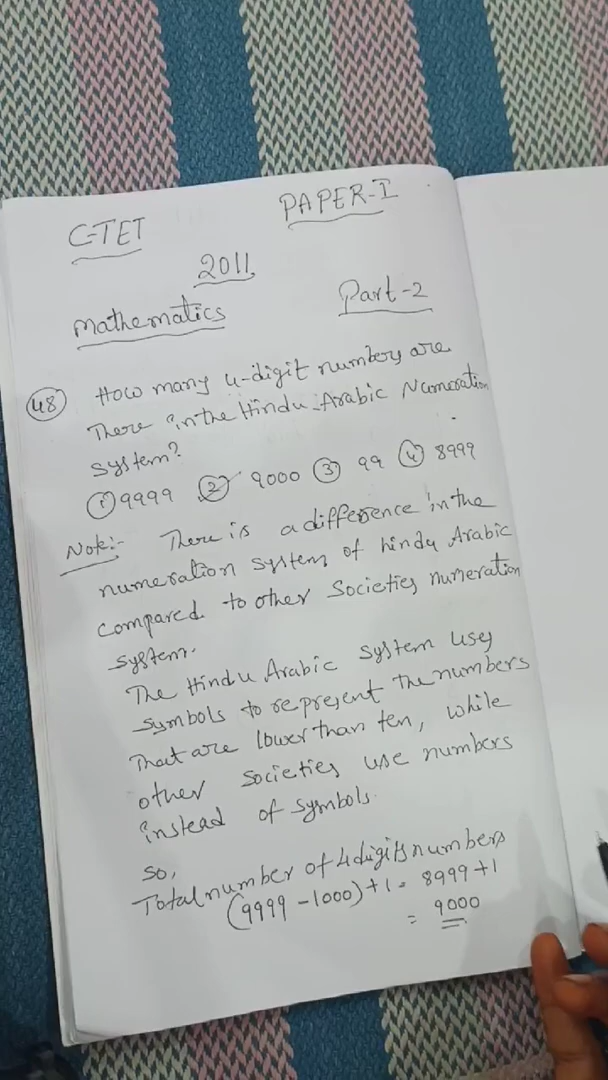 C-TET PAPER-I
2011
Mathematics Part-2
48 How many 4-digit numbers are
There in the Hindu-Arabic Numeration
System?
① 9999 ② 9000 ③ 99 ④ 8999
Note:- There is a difference in the
numeration system of hindu Arabic
compared to other Societies numeration
system.
The Hindu Arabic system uses
symbols to represent the numbers
That are lower than ten, while
other societies use numbers
instead of symbols.
So,
Total number of 4 digits numbers
(9999 - 1000) + 1 = 8999 + 1
= 9000